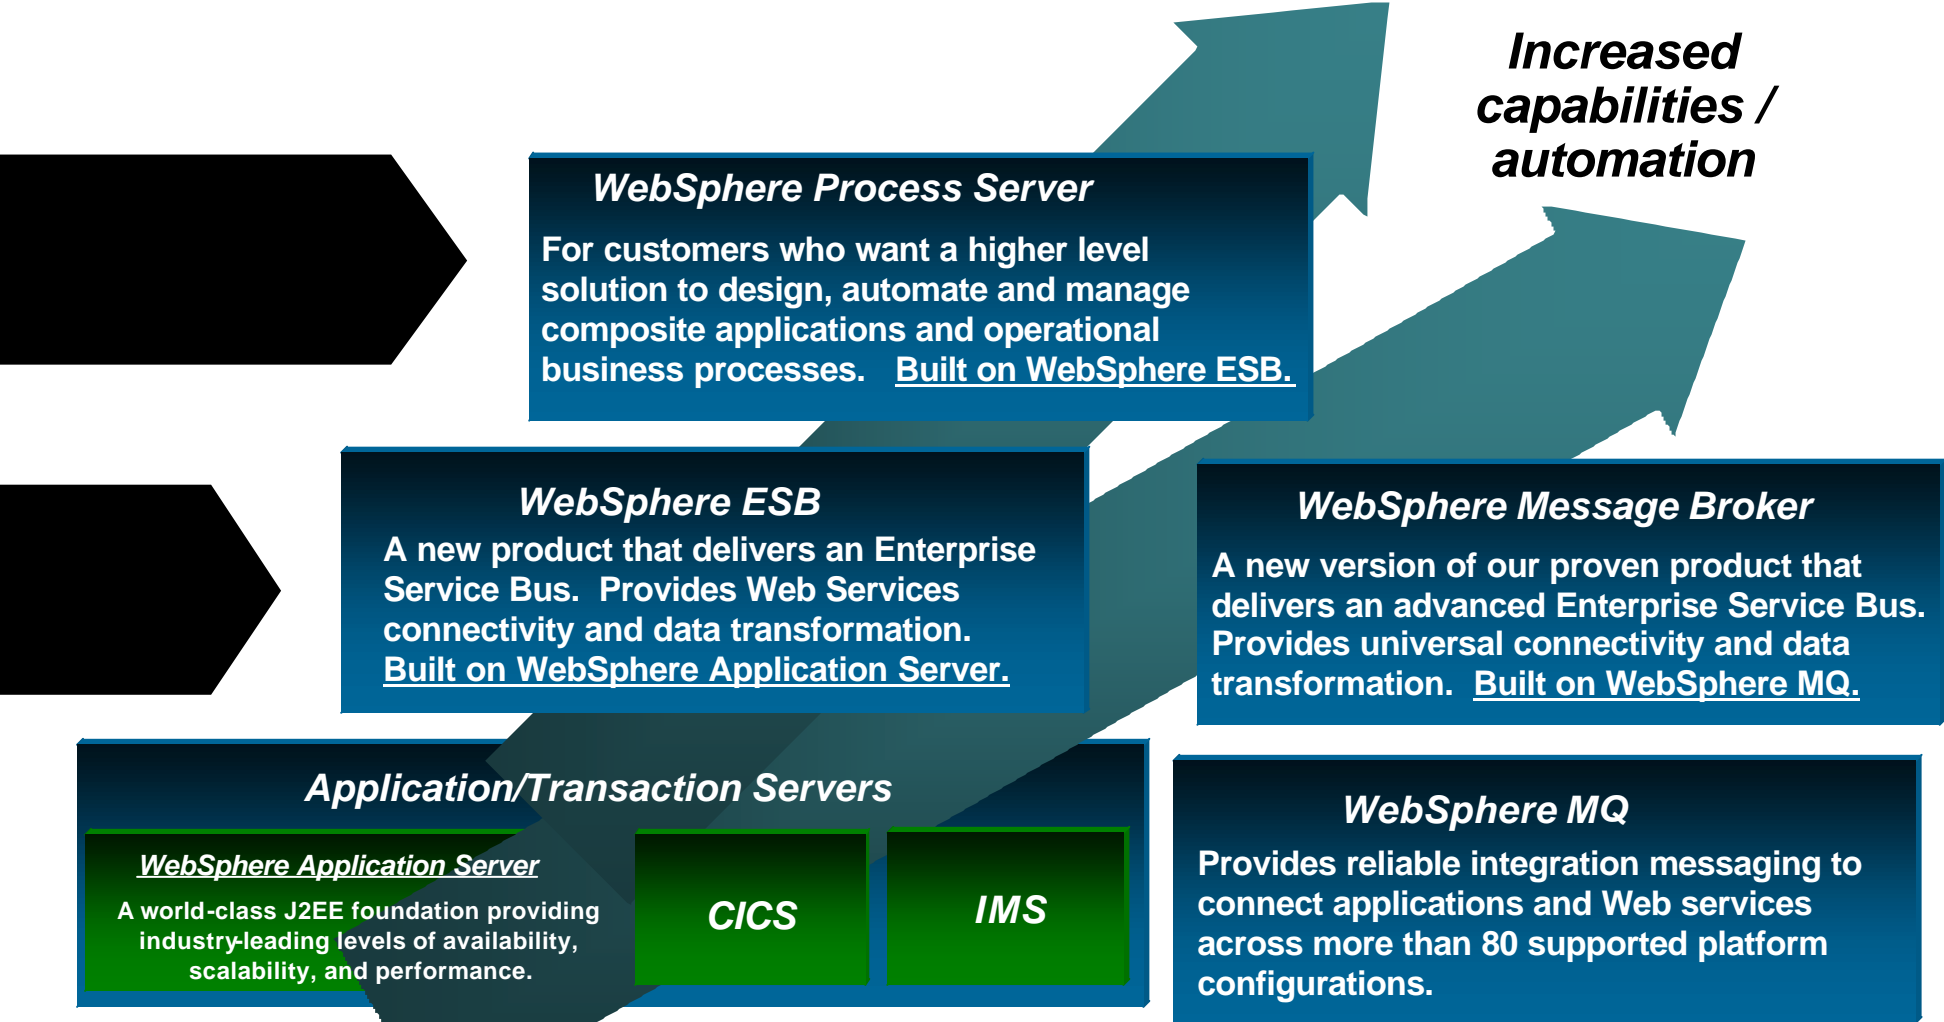 Increased
capabilities /
automation
WebSphere Process Server
For customers who want a higher level
solution to design, automate and manage
composite applications and operational
business processes.   Built on WebSphere ESB.
WebSphere ESB
A new product that delivers an Enterprise
Service Bus.  Provides Web Services
connectivity and data transformation.
Built on WebSphere Application Server.
WebSphere Message Broker
A new version of our proven product that
delivers an advanced Enterprise Service Bus.
Provides universal connectivity and data
transformation.  Built on WebSphere MQ.
Application/Transaction Servers
WebSphere Application Server
A world-class J2EE foundation providing
industry-leading levels of availability,
scalability, and performance.
CICS
IMS
WebSphere MQ
Provides reliable integration messaging to
connect applications and Web services
across more than 80 supported platform
configurations.